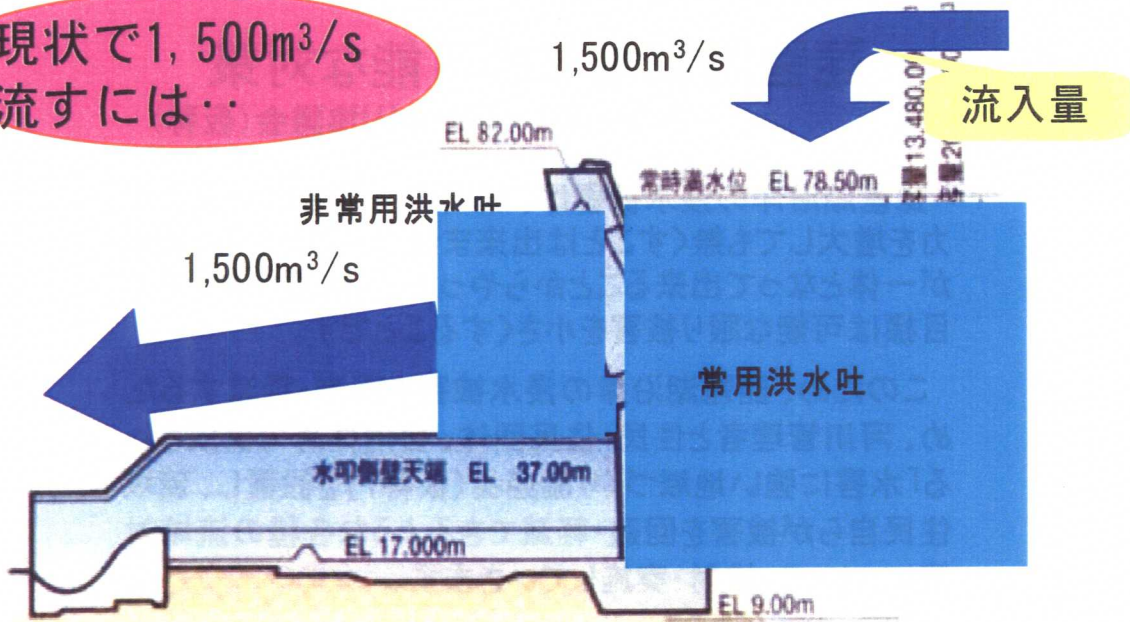 現状で1,500m³/s
流すには‥
1,500m³/s
流入量
EL 82.00m
常時満水位 EL 78.50m
非常用洪水吐
1,500m³/s
常用洪水吐
水叩側壁天端 EL 37.00m
EL 17.000m
EL 9.00m